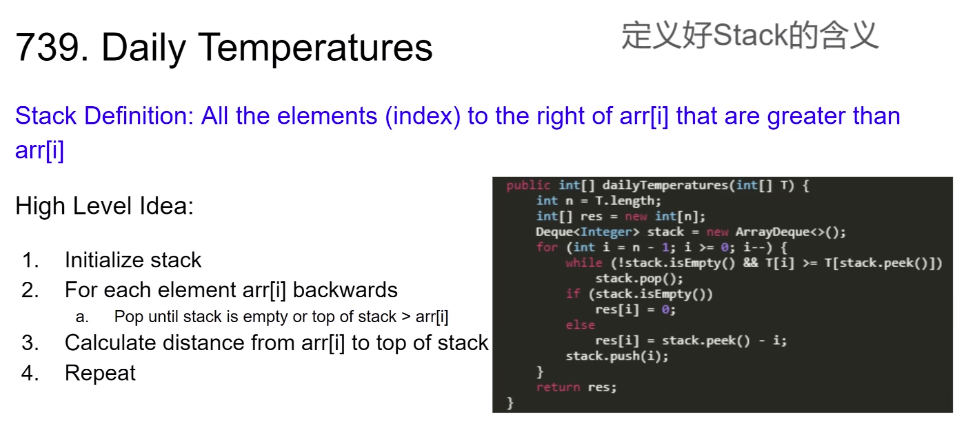 739. Daily Temperatures
定义好Stack的含义
Stack Definition: All the elements (index) to the right of arr[i] that are greater than
arr[i]
High Level Idea:
1. Initialize stack
2. For each element arr[i] backwards
a. Pop until stack is empty or top of stack > arr[i]
3. Calculate distance from arr[i] to top of stack
4. Repeat
public int[] dailyTemperatures(int[] T) {
    int n = T.length;
    int[] res = new int[n];
    Deque<Integer> stack = new ArrayDeque<>();
    for (int i = n - 1; i >= 0; i--) {
        while (!stack.isEmpty() && T[i] >= T[stack.peek()])
            stack.pop();
        if (stack.isEmpty())
            res[i] = 0;
        else
            res[i] = stack.peek() - i;
        stack.push(i);
    }
    return res;
}